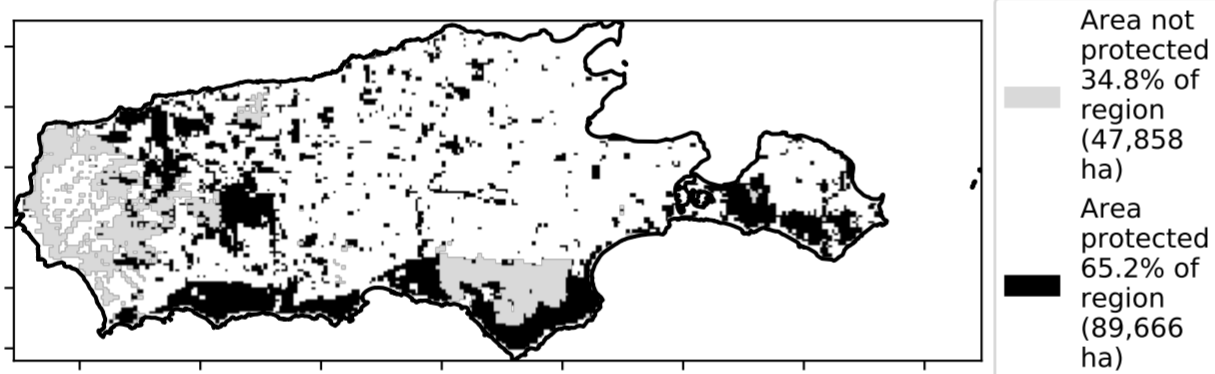 Area not
protected
34.8% of
region
(47,858
ha)
Area
protected
65.2% of
region
(89,666
ha)